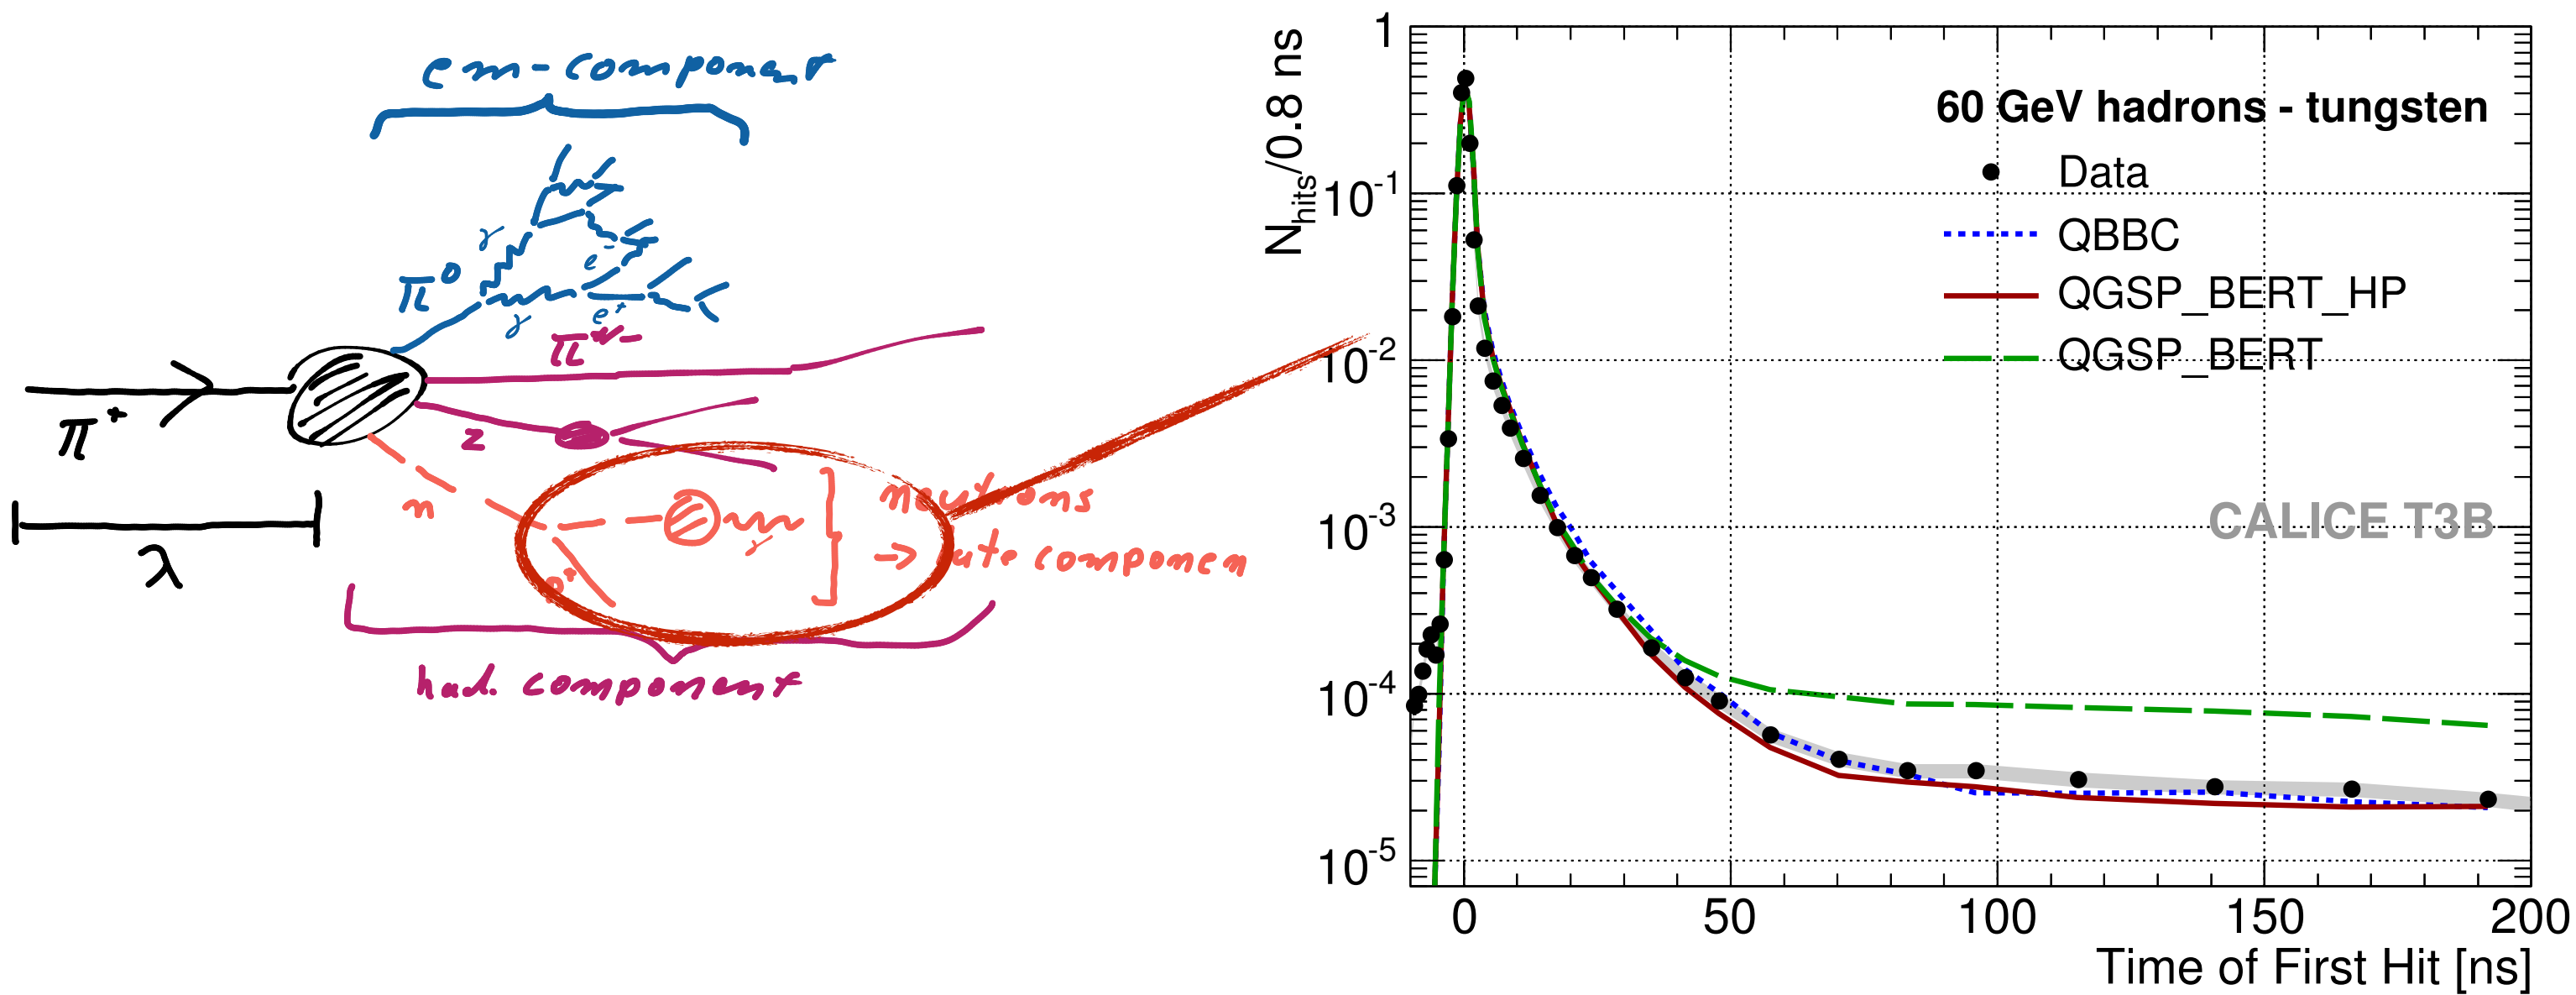 em-component
γ
π⁰
e⁻
γ
e⁺
π⁺
λ
n
γ
neutrons
→ late componen
had. component
N_hits/0.8 ns
1
10⁻¹
10⁻²
10⁻³
10⁻⁴
10⁻⁵
60 GeV hadrons - tungsten
Data
QBBC
QGSP_BERT_HP
QGSP_BERT
CALICE T3B
0 50 100 150 200
Time of First Hit [ns]